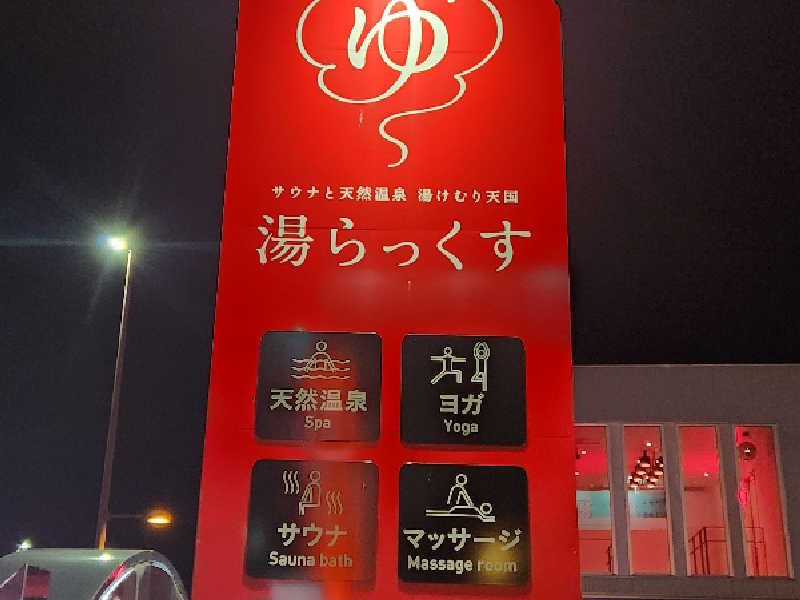 ゆ
サウナと天然温泉 湯けむり天国
湯らっくす
天然温泉
Spa
ヨガ
Yoga
サウナ
Sauna bath
マッサージ
Massage room